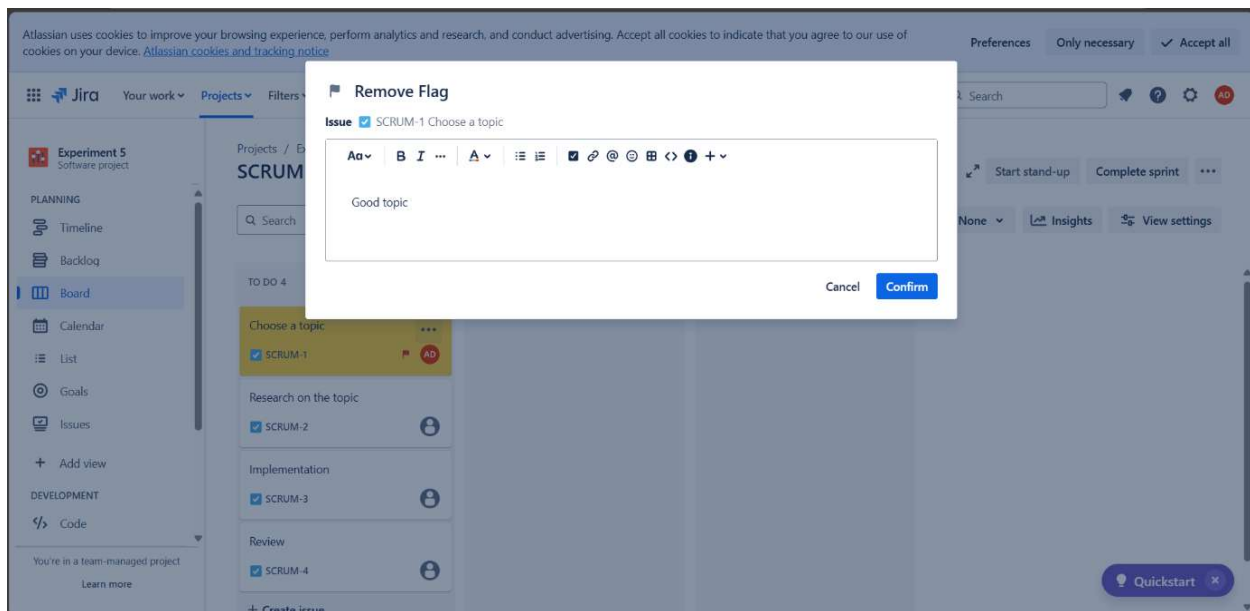 Atlassian uses cookies to improve your browsing experience, perform analytics and research, and conduct advertising. Accept all cookies to indicate that you agree to our use of
cookies on your device. Atlassian cookies and tracking notice
Preferences
Only necessary
Accept all
Jira
Your work
Projects
Filters
Search
AD
Remove Flag
Issue SCRUM-1 Choose a topic
Aa B I ... A
Good topic
Cancel
Confirm
Experiment 5
Software project
PLANNING
Timeline
Backlog
Board
Calendar
List
Goals
Issues
+ Add view
DEVELOPMENT
Code
You're in a team-managed project
Learn more
Projects /
SCRUM
Start stand-up
Complete sprint
Search
None
Insights
View settings
TO DO 4
Choose a topic
SCRUM-1
AD
Research on the topic
SCRUM-2
Implementation
SCRUM-3
Review
SCRUM-4
+ Create issue
Quickstart